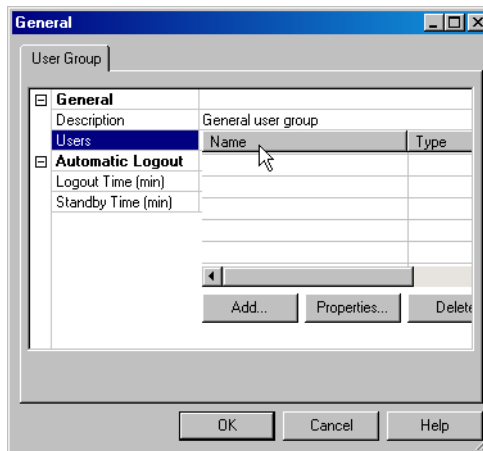 General
User Group
General
Description General user group
Users Name Type
Automatic Logout
Logout Time (min)
Standby Time (min)
Add... Properties... Delete
OK Cancel Help